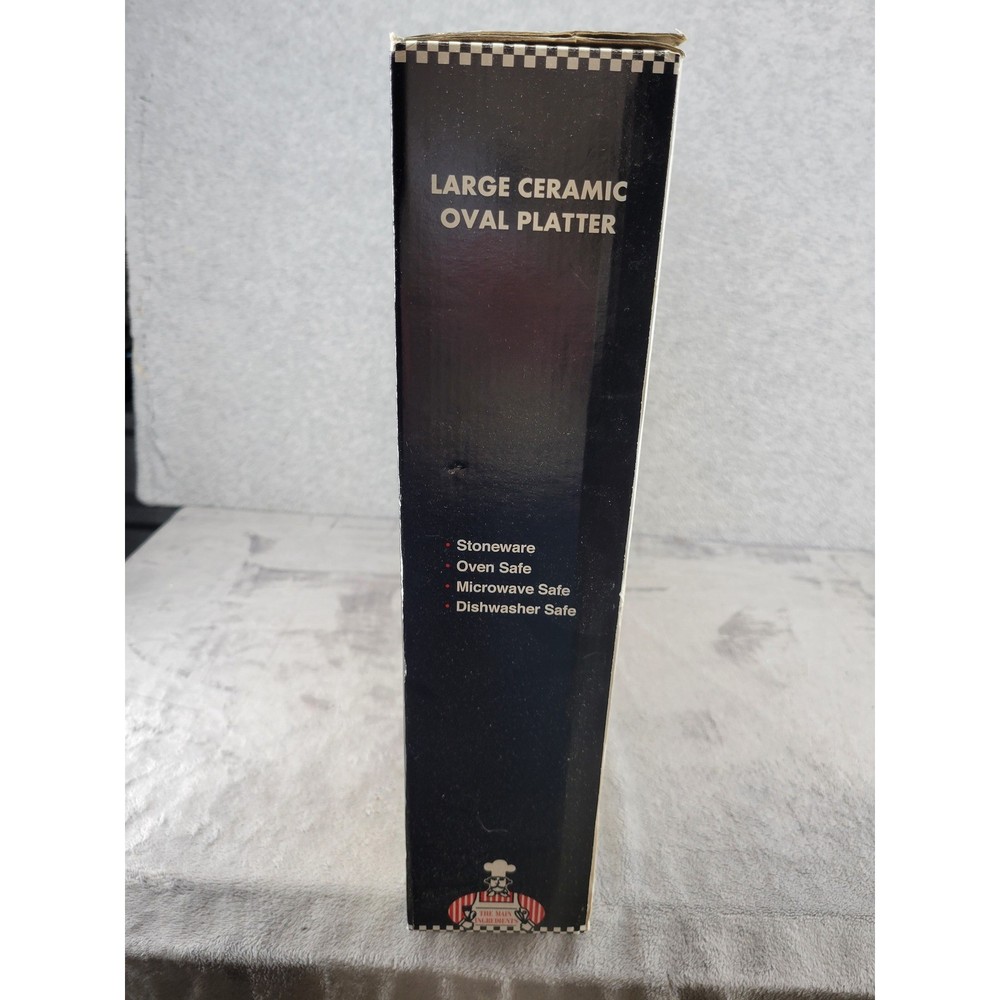 LARGE CERAMIC
OVAL PLATTER
• Stoneware
• Oven Safe
• Microwave Safe
• Dishwasher Safe
THE MAIN
INGREDIENTS